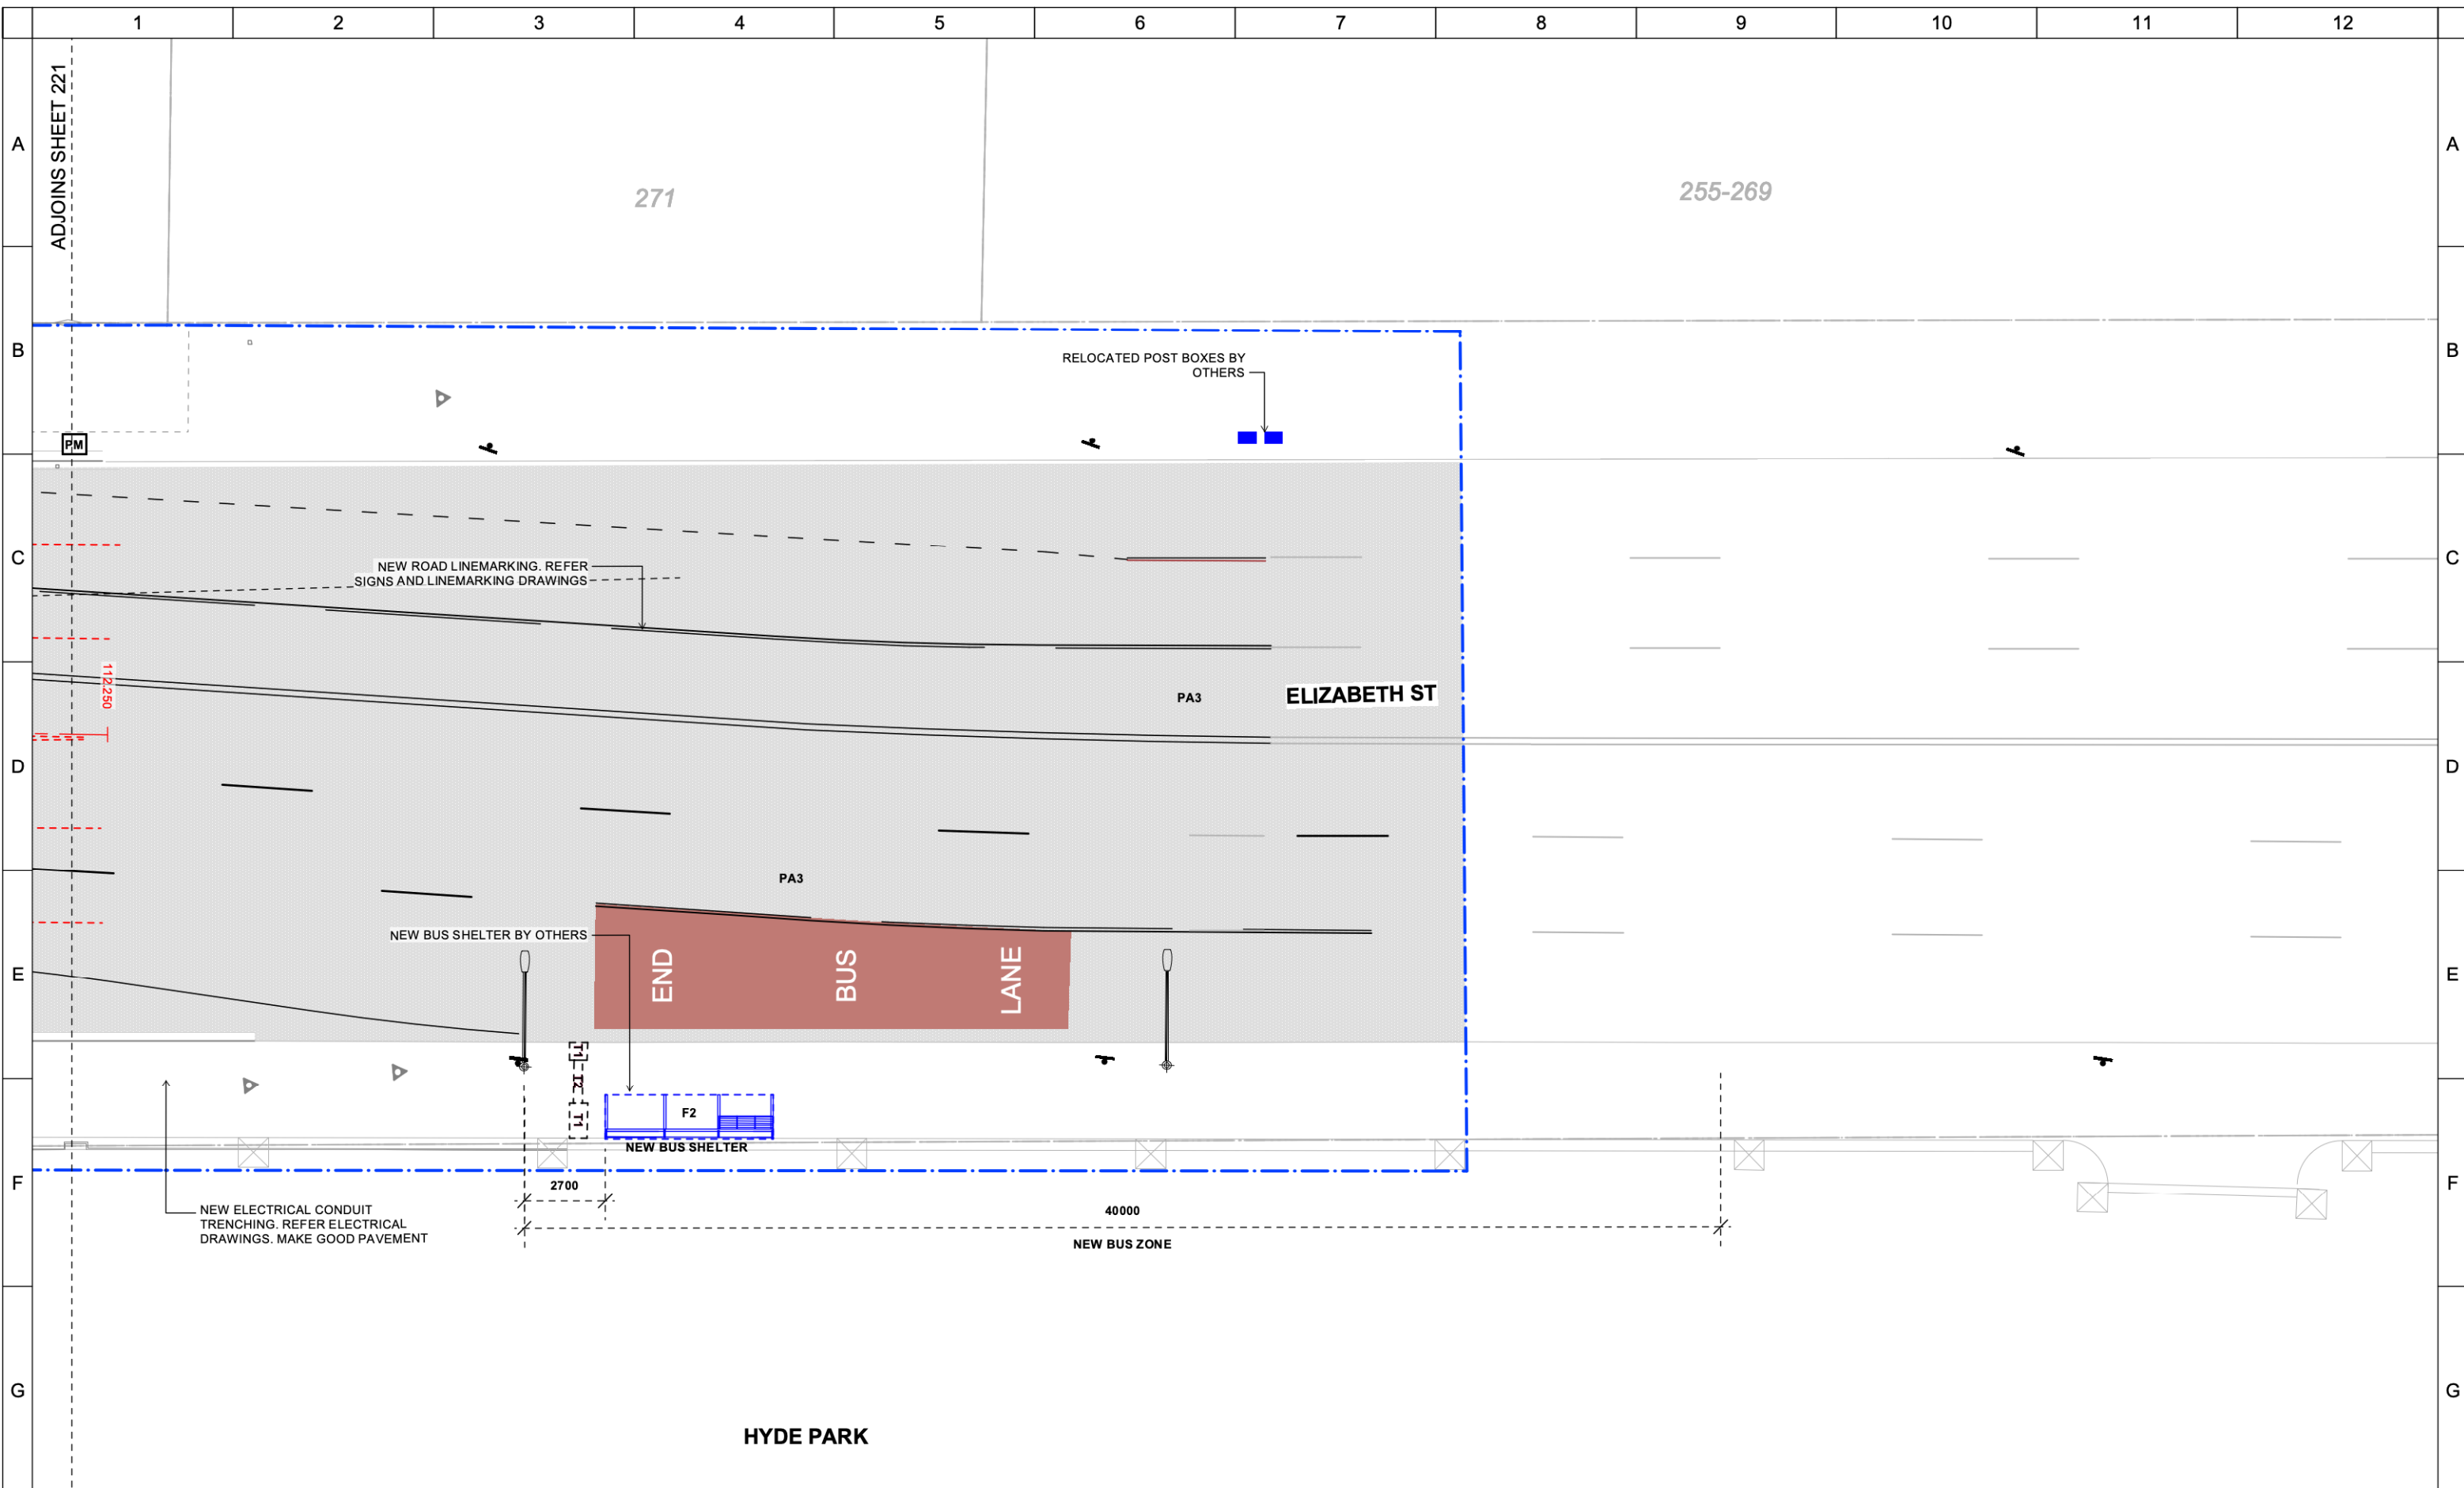 1 2 3 4 5 6 7 8 9 10 11 12
ADJOINS SHEET 221
A A
271
255-269
B B
RELOCATED POST BOXES BY
OTHERS
PM
C C
NEW ROAD LINEMARKING. REFER
SIGNS AND LINEMARKING DRAWINGS
112.250
PA3
ELIZABETH ST
D D
PA3
NEW BUS SHELTER BY OTHERS
END
BUS
LANE
E E
T1
T2
T1
F2
NEW BUS SHELTER
F F
2700
NEW ELECTRICAL CONDUIT
TRENCHING. REFER ELECTRICAL
DRAWINGS. MAKE GOOD PAVEMENT
40000
NEW BUS ZONE
G G
HYDE PARK